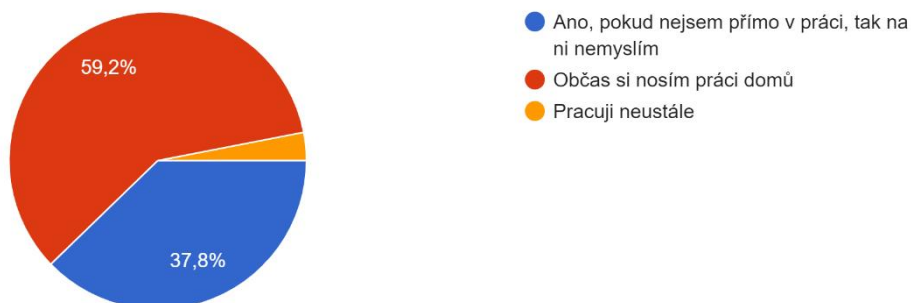 59,2%
37,8%
Ano, pokud nejsem přímo v práci, tak na
ni nemyslím
Občas si nosím práci domů
Pracuji neustále